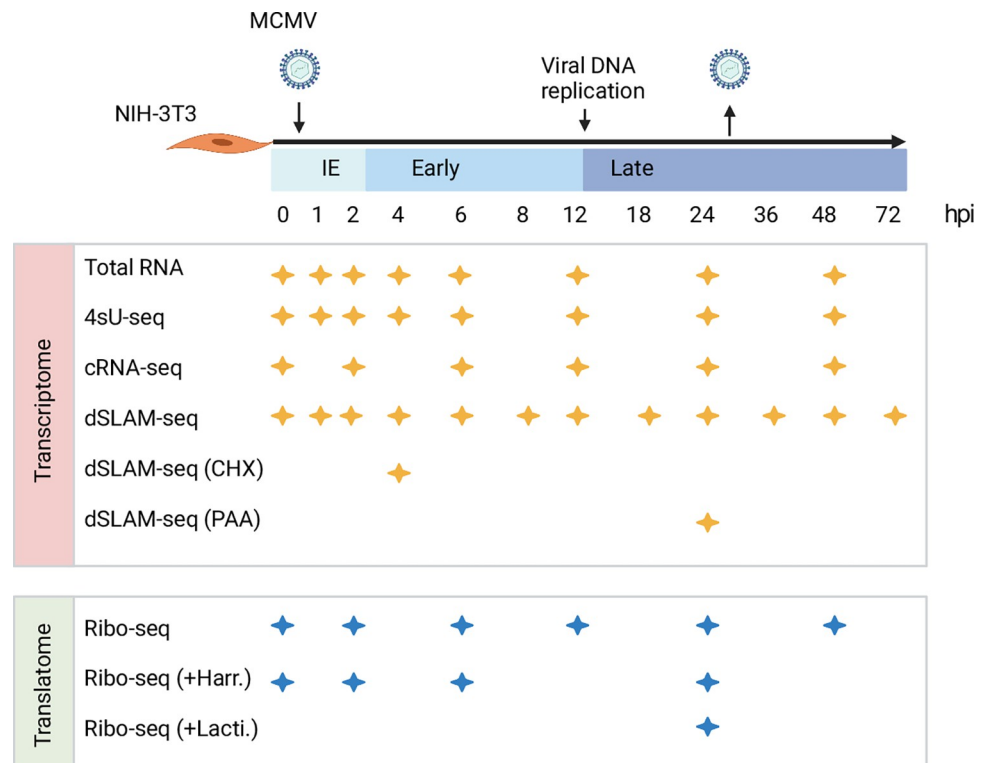 MCMV
Viral DNA
replication
NIH-3T3
IE Early Late
0 1 2 4 6 8 12 18 24 36 48 72 hpi
Transcriptome
Total RNA
4sU-seq
cRNA-seq
dSLAM-seq
dSLAM-seq (CHX)
dSLAM-seq (PAA)
Translatome
Ribo-seq
Ribo-seq (+Harr.)
Ribo-seq (+Lacti.)